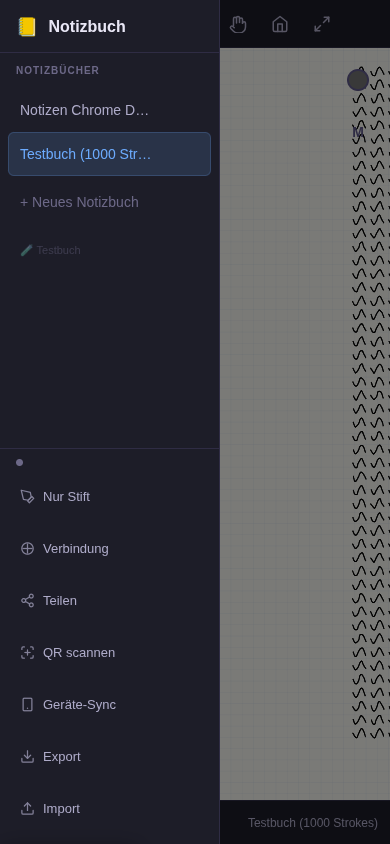 Notizbuch
NOTIZBÜCHER
Notizen Chrome D…
Testbuch (1000 Str…
+ Neues Notizbuch
Testbuch
Nur Stift
Verbindung
Teilen
QR scannen
Geräte-Sync
Export
Import
M
Testbuch (1000 Strokes)